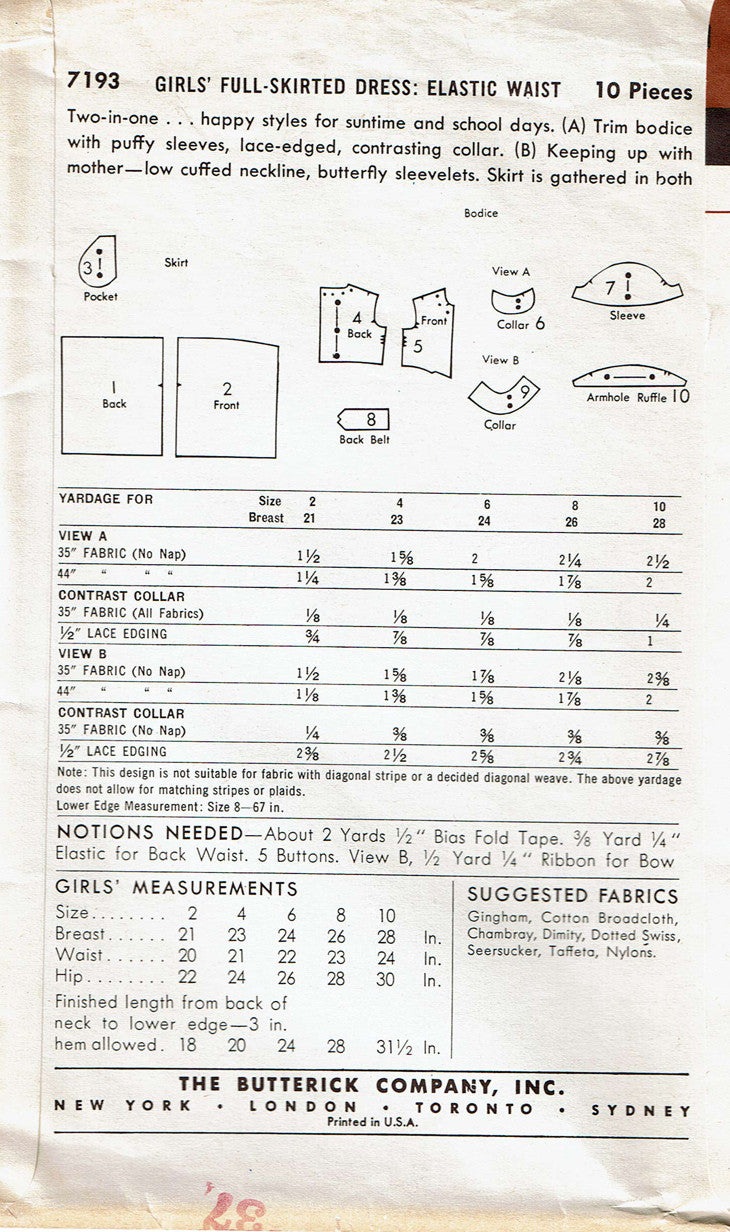 7193 GIRLS' FULL-SKIRTED DRESS: ELASTIC WAIST 10 Pieces
Two-in-one . . . happy styles for suntime and school days. (A) Trim bodice
with puffy sleeves, lace-edged, contrasting collar. (B) Keeping up with
mother—low cuffed neckline, butterfly sleevelets. Skirt is gathered in both
Bodice
Skirt
3
Pocket
1
Back
2
Front
4
Back
Front
5
8
Back Belt
View A
Collar 6
View B
9
Collar
7
Sleeve
Armhole Ruffle 10
YARDAGE FOR Size 2 4 6 8 10
Breast 21 23 24 26 28
VIEW A
35" FABRIC (No Nap) 1½ 1⅝ 2 2¼ 2½
44" " " " 1¼ 1⅜ 1⅝ 1⅞ 2
CONTRAST COLLAR
35" FABRIC (All Fabrics) ⅛ ⅛ ⅛ ⅛ ¼
½" LACE EDGING ¾ ⅞ ⅞ ⅞ 1
VIEW B
35" FABRIC (No Nap) 1½ 1⅝ 1⅞ 2⅛ 2⅜
44" " " " 1⅛ 1⅜ 1⅝ 1⅞ 2
CONTRAST COLLAR
35" FABRIC (No Nap) ¼ ⅜ ⅜ ⅜ ⅜
½" LACE EDGING 2⅜ 2½ 2⅝ 2¾ 2⅞
Note: This design is not suitable for fabric with diagonal stripe or a decided diagonal weave. The above yardage
does not allow for matching stripes or plaids.
Lower Edge Measurement: Size 8—67 in.
NOTIONS NEEDED—About 2 Yards ½" Bias Fold Tape. ⅜ Yard ¼"
Elastic for Back Waist. 5 Buttons. View B, ½ Yard ¼" Ribbon for Bow
GIRLS' MEASUREMENTS
Size........ 2 4 6 8 10
Breast...... 21 23 24 26 28 In.
Waist...... 20 21 22 23 24 In.
Hip........ 22 24 26 28 30 In.
Finished length from back of
neck to lower edge—3 in.
hem allowed. 18 20 24 28 31½ In.
SUGGESTED FABRICS
Gingham, Cotton Broadcloth,
Chambray, Dimity, Dotted Swiss,
Seersucker, Taffeta, Nylons.
THE BUTTERICK COMPANY, INC.
NEW YORK • LONDON • TORONTO • SYDNEY
Printed in U.S.A.